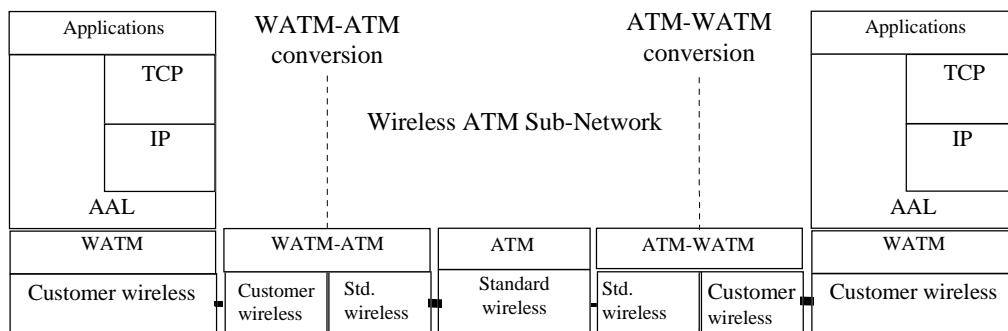 Applications
TCP
IP
AAL
WATM
Customer wireless
WATM-ATM
conversion
ATM-WATM
conversion
Wireless ATM Sub-Network
WATM-ATM
Customer
wireless
Std.
wireless
ATM
Standard
wireless
ATM-WATM
Std.
wireless
Customer
wireless
Applications
TCP
IP
AAL
WATM
Customer wireless